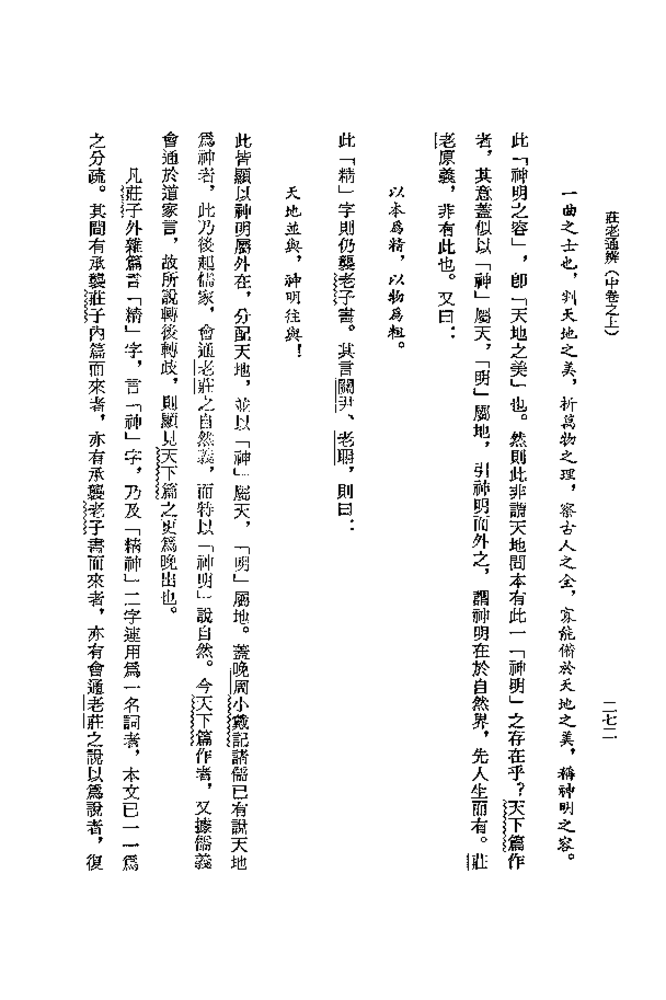 莊老通辨（中卷之上）
二七二
一曲之士也，判天地之美，析萬物之理，察古人之全，寡能備於天地之美，稱神明之容。
此「神明之容」，卽「天地之美」也。然則此非謂天地間本有此一「神明」之存在乎？天下篇作
者，其意蓋似以「神」屬天，「明」屬地，引神明而外之，謂神明在於自然界，先人生而有。莊
老原義，非有此也。又曰：
以本爲精，以物爲粗。
此「精」字則仍襲老子書。其言關尹、老聃，則曰：
天地並與，神明往與！
此皆顯以神明屬外在，分配天地，並以「神」屬天，「明」屬地。蓋晚周小戴記諸儒已有說天地
爲神者，此乃後起儒家，會通老莊之自然義，而特以「神明」說自然。今天下篇作者，又據儒義
會通於道家言，故所說轉後轉歧，則顯見天下篇之更爲晚出也。
凡莊子外雜篇言「精」字，言「神」字，乃及「精神」二字連用爲一名詞者，本文已一一爲
之分疏。其間有承襲莊子內篇而來者，亦有承襲老子書而來者，亦有會通老莊之說以爲說者，復